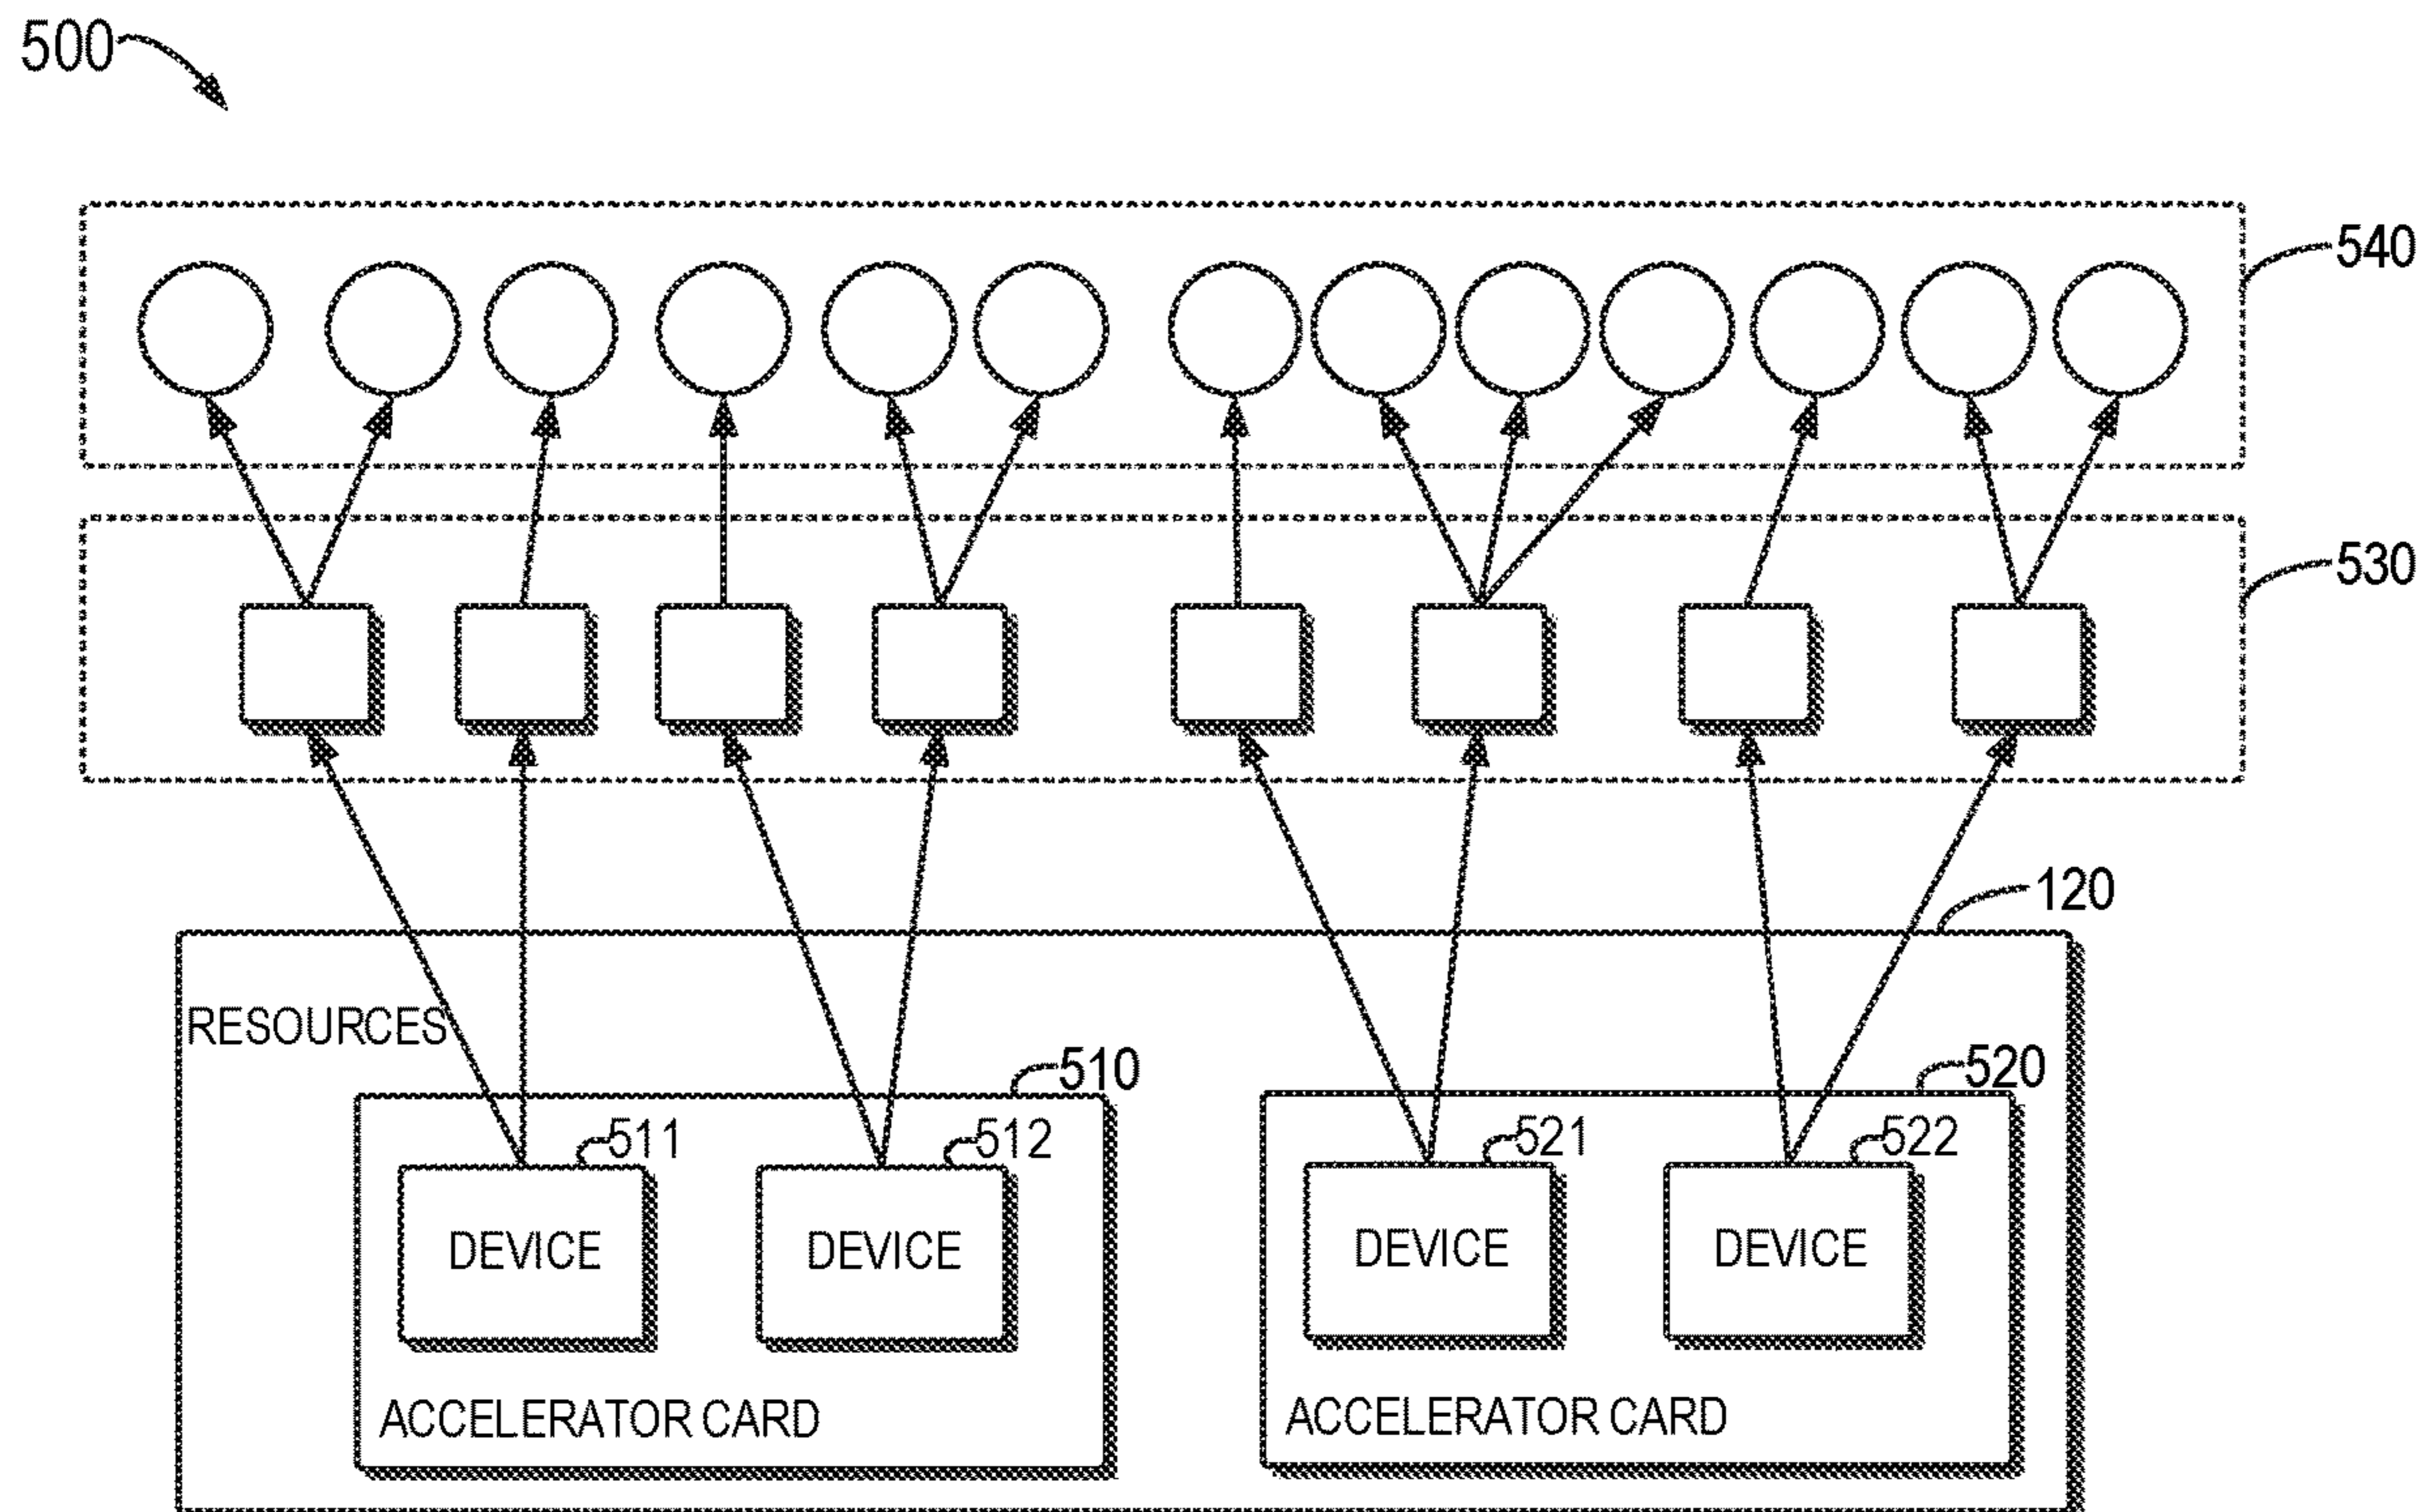 500
540
530
120
RESOURCES
510
520
511
512
521
522
DEVICE
DEVICE
DEVICE
DEVICE
ACCELERATOR CARD
ACCELERATOR CARD